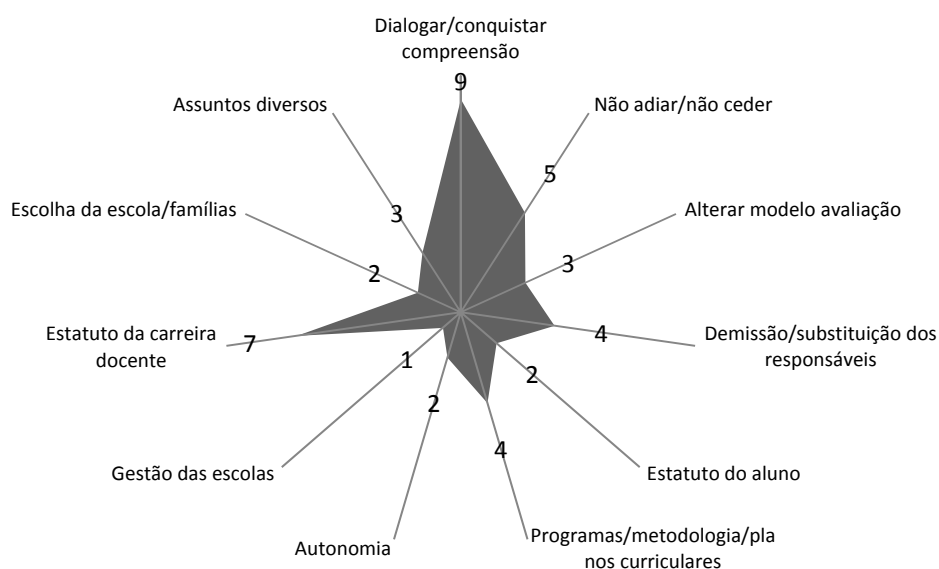 Dialogar/conquistar
compreensão
9
Não adiar/não ceder
5
Alterar modelo avaliação
3
Demissão/substituição dos
responsáveis
4
Estatuto do aluno
2
Programas/metodologia/pla
nos curriculares
4
Autonomia
2
Gestão das escolas
1
Estatuto da carreira
docente
7
Escolha da escola/famílias
2
Assuntos diversos
3